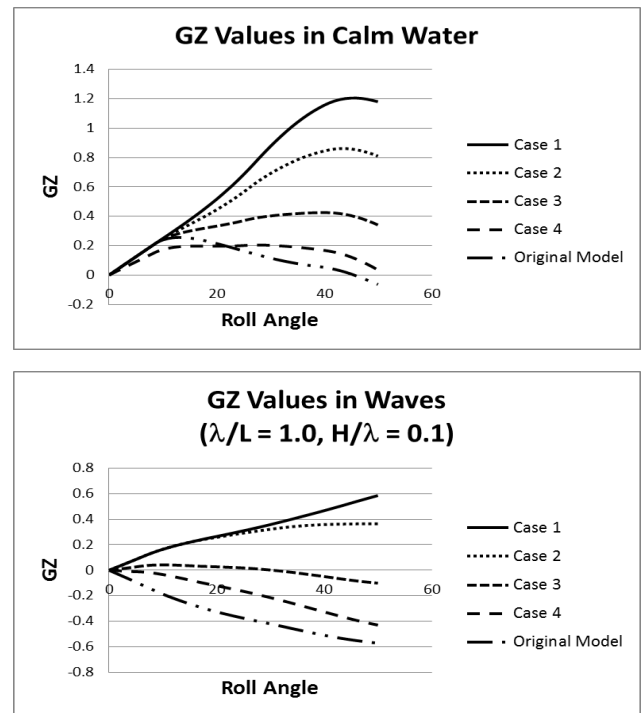 GZ Values in Calm Water
1.4
1.2
1
0.8
0.6
0.4
0.2
0
-0.2
GZ
0 20 40 60
Roll Angle
Case 1
Case 2
Case 3
Case 4
Original Model
GZ Values in Waves
(λ/L = 1.0, H/λ = 0.1)
0.8
0.6
0.4
0.2
0
-0.2
-0.4
-0.6
-0.8
GZ
0 20 40 60
Roll Angle
Case 1
Case 2
Case 3
Case 4
Original Model